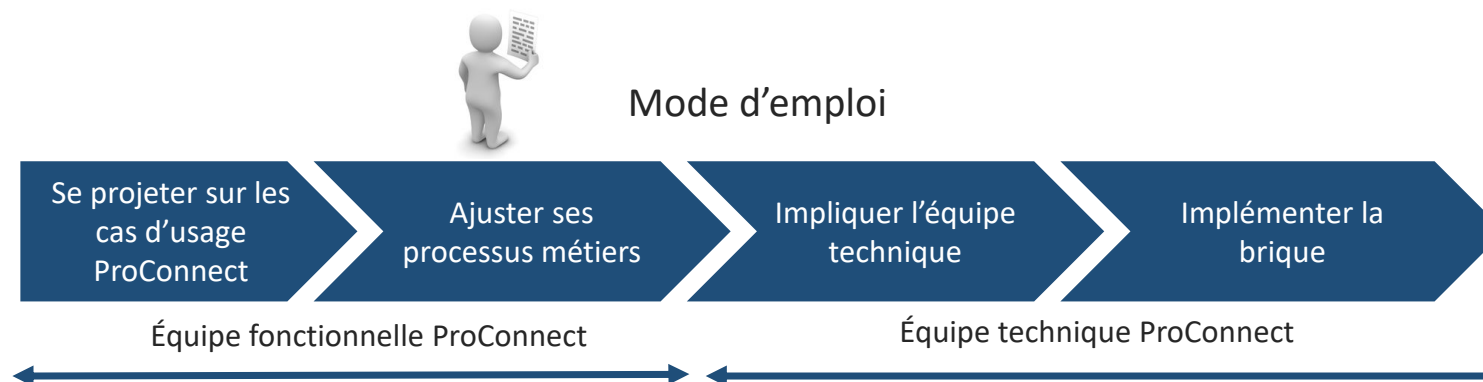 Mode d’emploi
Se projeter sur les
cas d’usage
ProConnect
Ajuster ses
processus métiers
Impliquer l’équipe
technique
Implémenter la
brique
Équipe fonctionnelle ProConnect
Équipe technique ProConnect